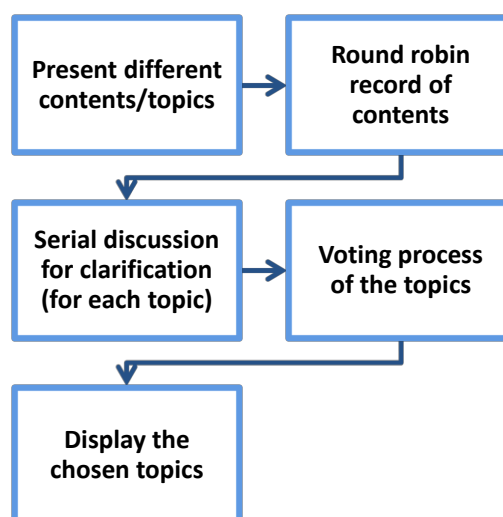 Present different
contents/topics
Round robin
record of
contents
Serial discussion
for clarification
(for each topic)
Voting process
of the topics
Display the
chosen topics